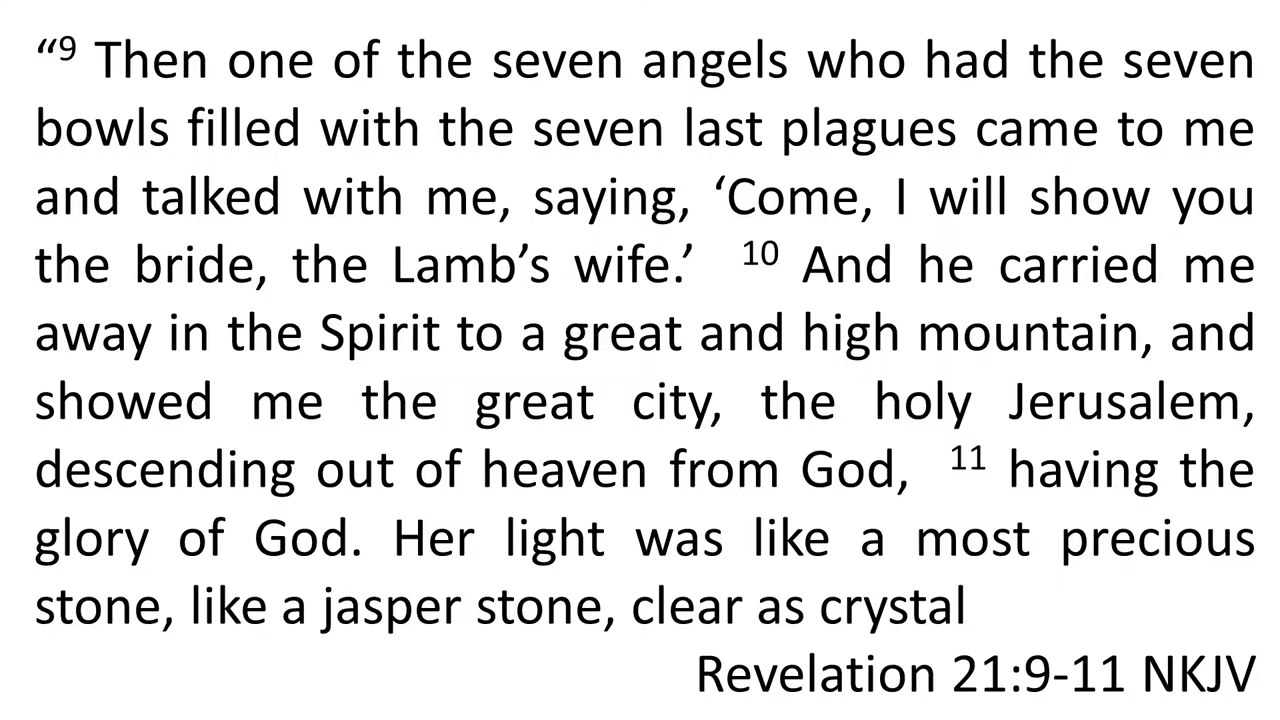 “⁹ Then one of the seven angels who had the seven
bowls filled with the seven last plagues came to me
and talked with me, saying, ‘Come, I will show you
the bride, the Lamb’s wife.’ ¹⁰ And he carried me
away in the Spirit to a great and high mountain, and
showed me the great city, the holy Jerusalem,
descending out of heaven from God, ¹¹ having the
glory of God. Her light was like a most precious
stone, like a jasper stone, clear as crystal
Revelation 21:9-11 NKJV